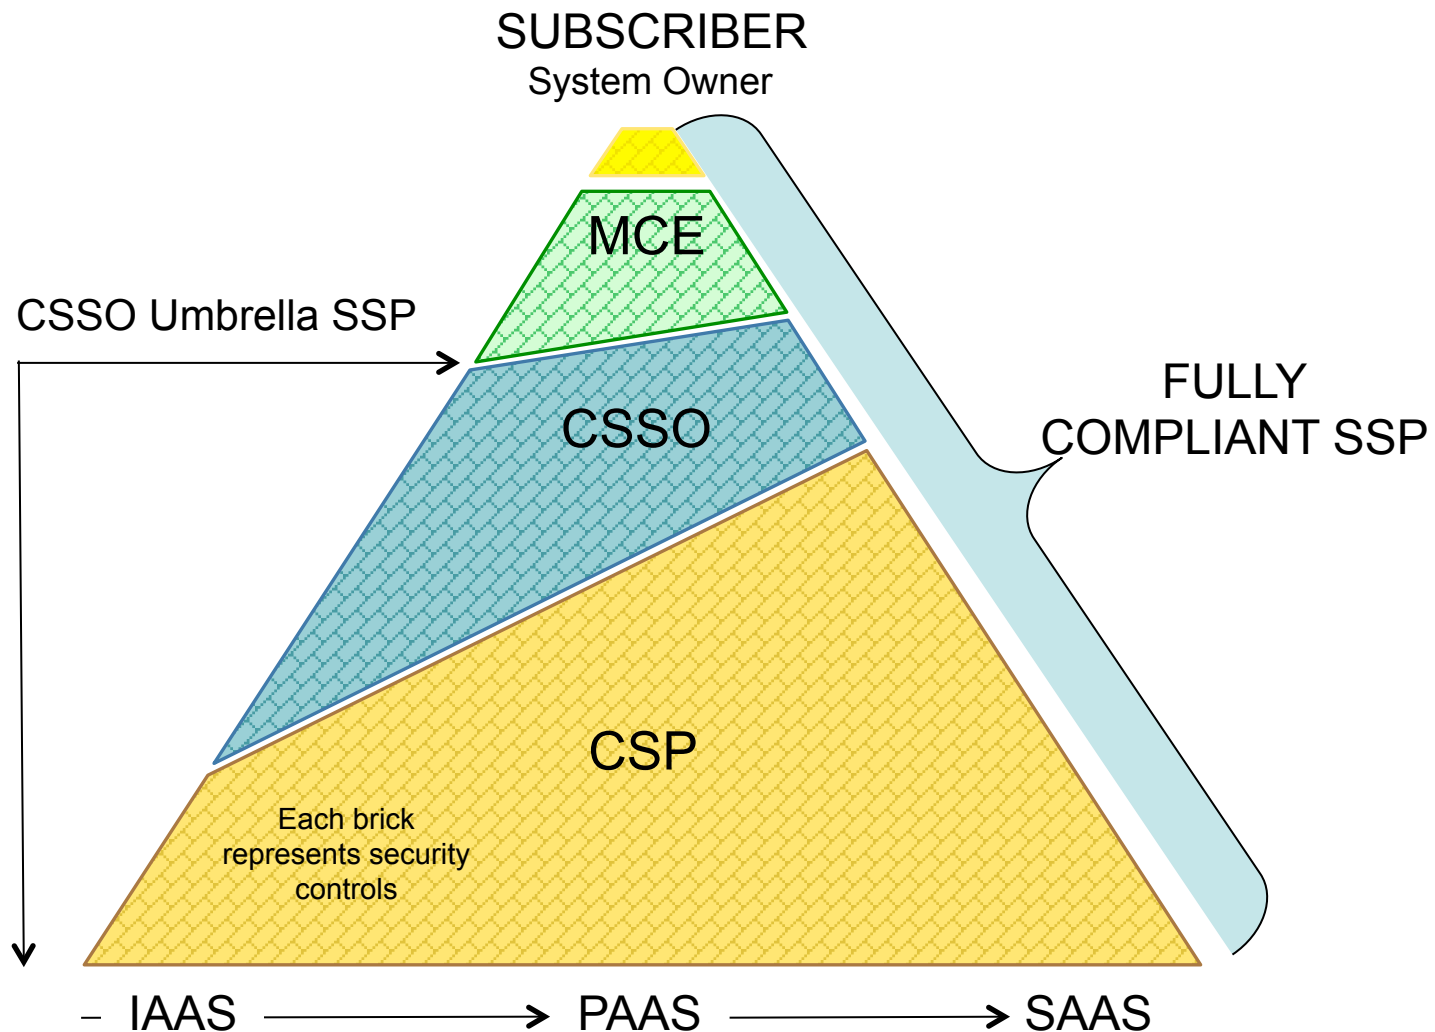 SUBSCRIBER
System Owner
MCE
CSSO Umbrella SSP
CSSO
FULLY
COMPLIANT SSP
CSP
Each brick
represents security
controls
IAAS PAAS SAAS